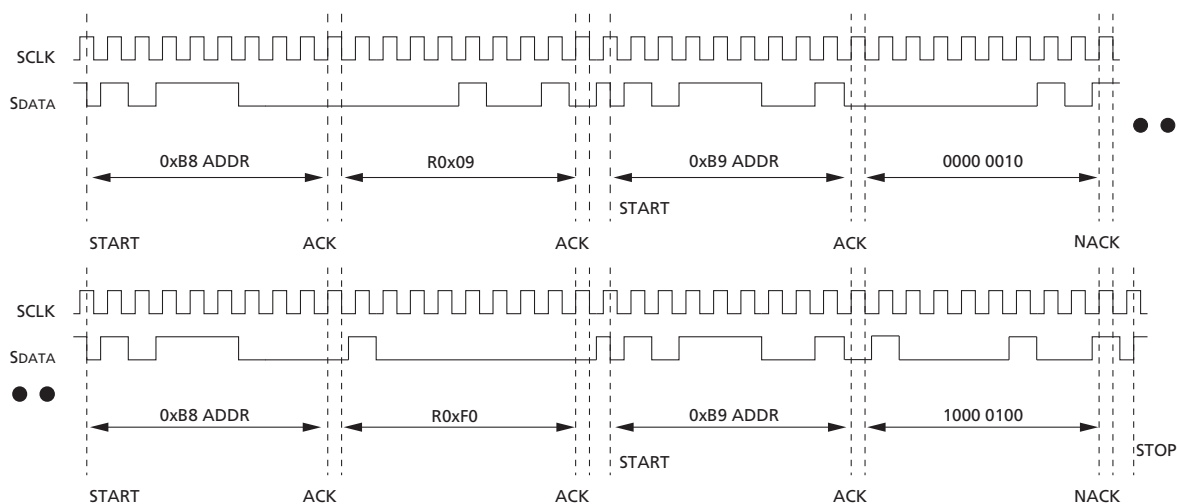 SCLK
SDATA
0xB8 ADDR
R0x09
0xB9 ADDR
0000 0010
START
START
ACK
ACK
ACK
NACK
SCLK
SDATA
0xB8 ADDR
R0xF0
0xB9 ADDR
1000 0100
START
STOP
START
ACK
ACK
ACK
NACK